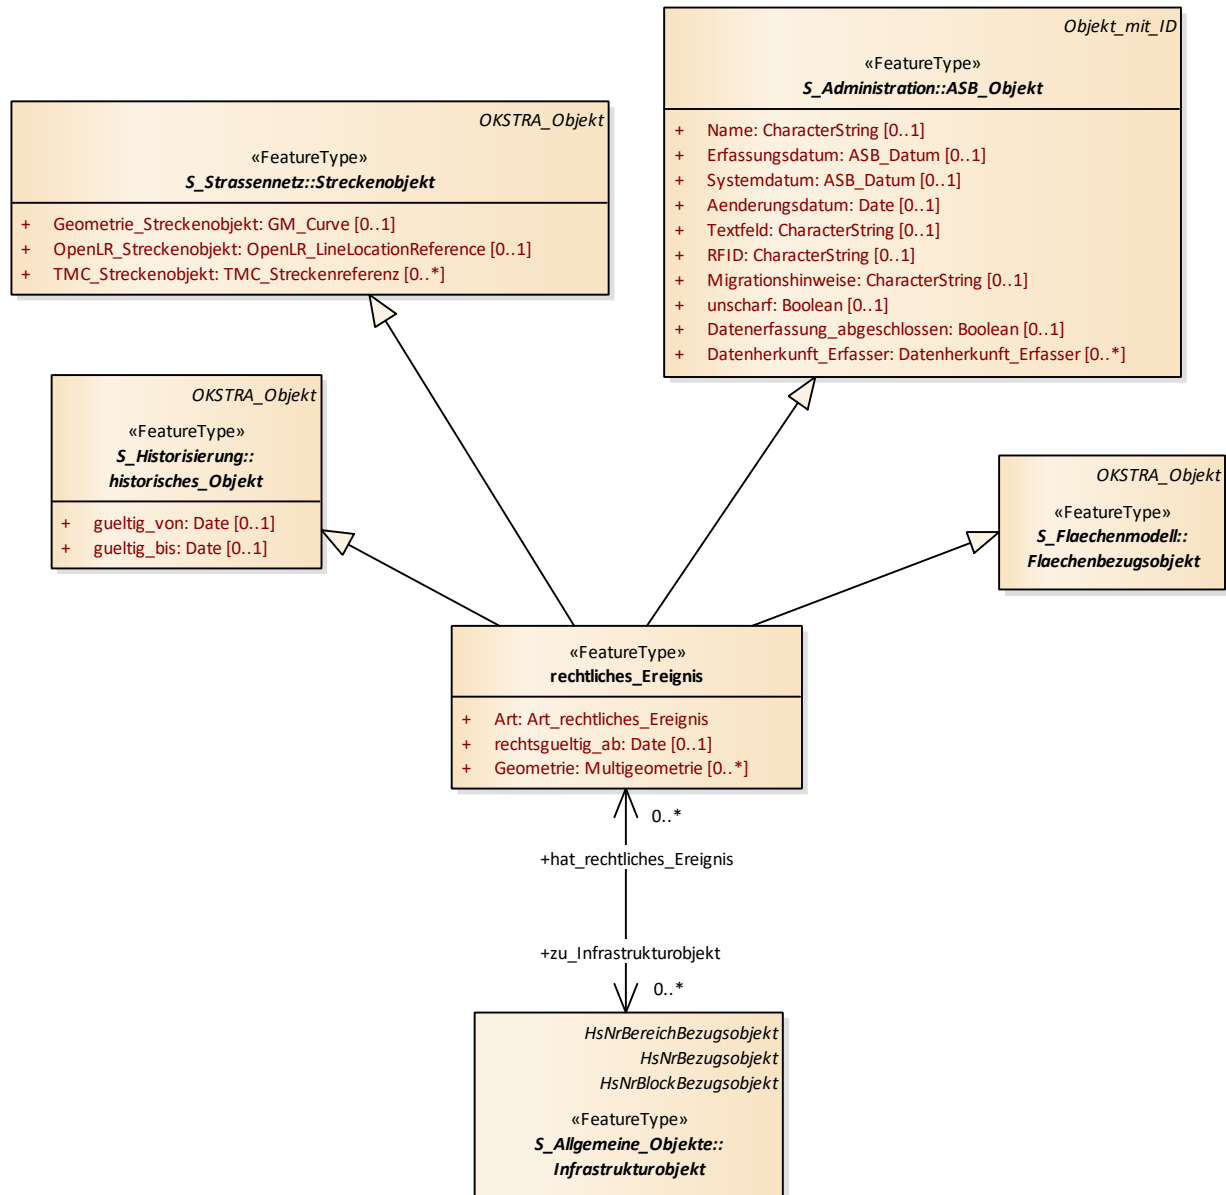 Objekt_mit_ID
«FeatureType»
S_Administration::ASB_Objekt
+ Name: CharacterString [0..1]
+ Erfassungsdatum: ASB_Datum [0..1]
+ Systemdatum: ASB_Datum [0..1]
+ Aenderungsdatum: Date [0..1]
+ Textfeld: CharacterString [0..1]
+ RFID: CharacterString [0..1]
+ Migrationshinweise: CharacterString [0..1]
+ unscharf: Boolean [0..1]
+ Datenerfassung_abgeschlossen: Boolean [0..1]
+ Datenherkunft_Erfasser: Datenherkunft_Erfasser [0..*]
OKSTRA_Objekt
«FeatureType»
S_Strassennetz::Streckenobjekt
+ Geometrie_Streckenobjekt: GM_Curve [0..1]
+ OpenLR_Streckenobjekt: OpenLR_LineLocationReference [0..1]
+ TMC_Streckenobjekt: TMC_Streckenreferenz [0..*]
OKSTRA_Objekt
«FeatureType»
S_Historisierung::
historisches_Objekt
+ gueltig_von: Date [0..1]
+ gueltig_bis: Date [0..1]
OKSTRA_Objekt
«FeatureType»
S_Flaechenmodell::
Flaechenbezugsobjekt
«FeatureType»
rechtliches_Ereignis
+ Art: Art_rechtliches_Ereignis
+ rechtsgueltig_ab: Date [0..1]
+ Geometrie: Multigeometrie [0..*]
0..*
+hat_rechtliches_Ereignis
+zu_Infrastrukturobjekt
0..*
HsNrBereichBezugsobjekt
HsNrBezugsobjekt
HsNrBlockBezugsobjekt
«FeatureType»
S_Allgemeine_Objekte::
Infrastrukturobjekt